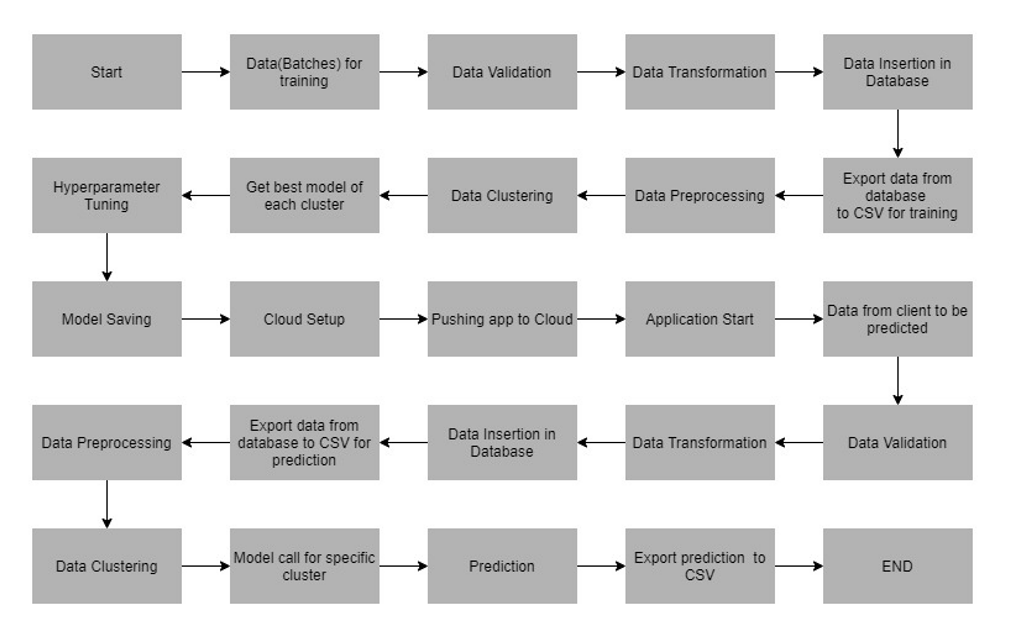 Start
Data(Batches) for
training
Data Validation
Data Transformation
Data Insertion in
Database
Hyperparameter
Tuning
Get best model of
each cluster
Data Clustering
Data Preprocessing
Export data from
database
to CSV for training
Model Saving
Cloud Setup
Pushing app to Cloud
Application Start
Data from client to be
predicted
Data Preprocessing
Export data from
database to CSV for
prediction
Data Insertion in
Database
Data Transformation
Data Validation
Data Clustering
Model call for specific
cluster
Prediction
Export prediction to
CSV
END